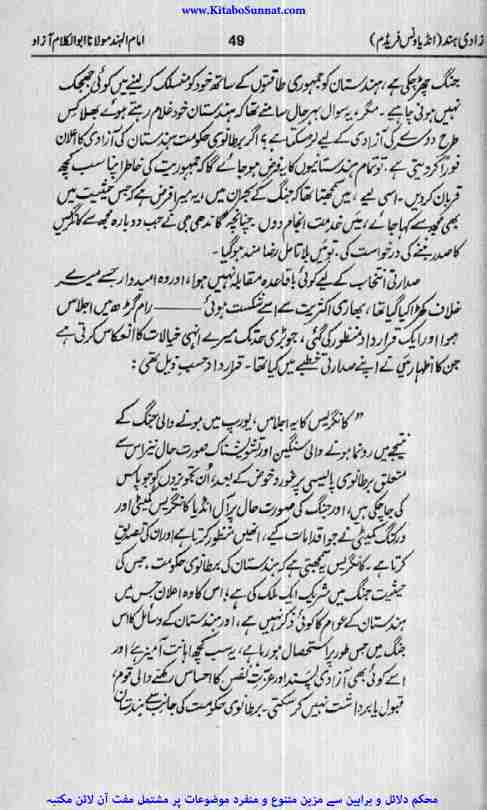 www.KitaboSunnat.com
آزادی ہند (انڈیا ونس فریڈم) 49 امام الہند مولانا ابوالکلام آزاد
جنگ چھڑ چکی ہے، ہندستان کو جمہوری طاقتوں کے ساتھ خود کو منسلک کر لینے میں کوئی جھجک
نہیں ہونی چاہیے۔ مگر، یہ سوال بہرحال سامنے تھا کہ ہندستان خود غلام رہتے ہوئے بھلا کس
طرح دوسرے کی آزادی کے لیے لڑ سکتا ہے؟ اگر برطانوی حکومت ہندستان کی آزادی کا اعلان
فوراً کر دیتی ہے۔ تو تمام ہندستانیوں کا یہ فرض ہو جائے گا کہ جمہوریت کی خاطر اپنا سب کچھ
قربان کر دیں۔ اسی لیے، میں سمجھتا تھا کہ جنگ کے بحران میں، یہ میرا فرض ہے کہ جس حیثیت میں
بھی مجھ سے کہا جائے، میں خدمت انجام دوں۔ چنانچہ گاندھی جی نے جب دوبارہ مجھ سے کانگریس
کا صدر بننے کی درخواست کی۔ تو میں بلا تامل رضامند ہو گیا۔
صدارتی انتخاب کے لیے کوئی باقاعدہ مقابلہ نہیں ہوا، اور وہ امیدوار جسے میرے
خلاف کھڑا کیا گیا تھا، بھاری اکثریت سے اسے شکست ہوئی ——— رام گڑھ میں اجلاس
ہوا اور ایک قرارداد منظور کی گئی، جو بڑی حد تک میرے انہی خیالات کا انعکاس کرتی ہے
جن کا اظہار میں نے اپنے صدارتی خطبے میں کیا تھا۔ قرارداد حسب ذیل تھی:
”کانگریس کا یہ اجلاس، یورپ میں ہونے والی جنگ کے
نتیجے میں رونما ہونے والی سنگین اور تشویشناک صورت حال نیز اس سے
متعلق برطانوی پالیسی پر غور و خوض کے بعد، اُن تجویزوں کو جو پاس
کی جا چکی ہیں، اور جنگ کی صورت حال پر آل انڈیا کانگریس کمیٹی اور
ورکنگ کمیٹی نے جو اقدامات کیے، انھیں منظور کرتا ہے اور ان کی تصدیق
کرتا ہے۔ کانگریس یہ سمجھتی ہے کہ ہندستان کی برطانوی حکومت۔ جس کی
حیثیت جنگ میں شریک ایک ملک کی ہے، اس کا وہ اعلان جس میں
ہندستان کے عوام کا کوئی ذکر نہیں ہے، اور ہندستان کے وسائل کا اس
جنگ میں جس طور پر استحصال ہو رہا ہے، یہ سب کچھ اہانت آمیز ہے اور
اسے کوئی بھی آزادی پسند اور عزت نفس کا احساس رکھنے والی قوم،
قبول یا برداشت نہیں کر سکتی۔ برطانوی حکومت کی جانب سے ہندستان
محکم دلائل و براہین سے مزین متنوع و منفرد موضوعات پر مشتمل مفت آن لائن مکتبہ